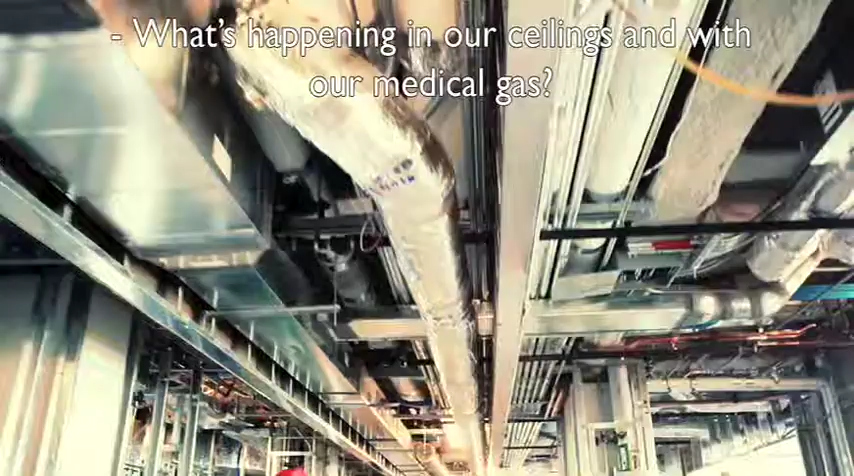 - What's happening in our ceilings and with
our medical gas?